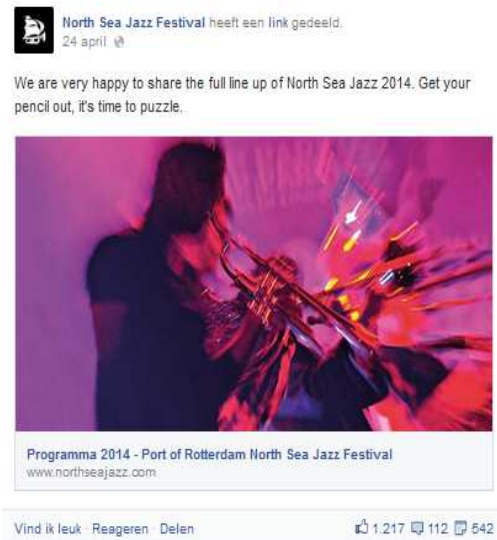 North Sea Jazz Festival heeft een link gedeeld.
24 april
We are very happy to share the full line up of North Sea Jazz 2014. Get your
pencil out, it's time to puzzle.
Programma 2014 - Port of Rotterdam North Sea Jazz Festival
www.northseajazz.com
Vind ik leuk · Reageren · Delen 1.217 112 542